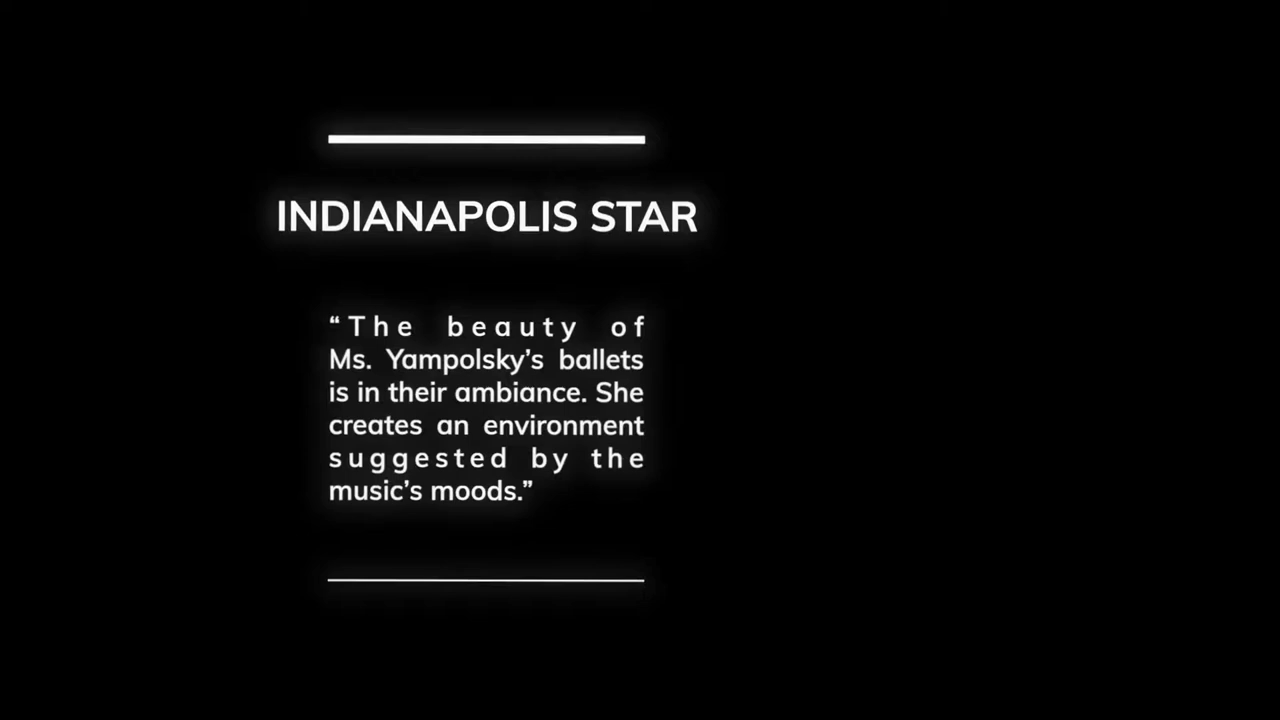 INDIANAPOLIS STAR
“The beauty of
Ms. Yampolsky’s ballets
is in their ambiance. She
creates an environment
suggested by the
music’s moods.”